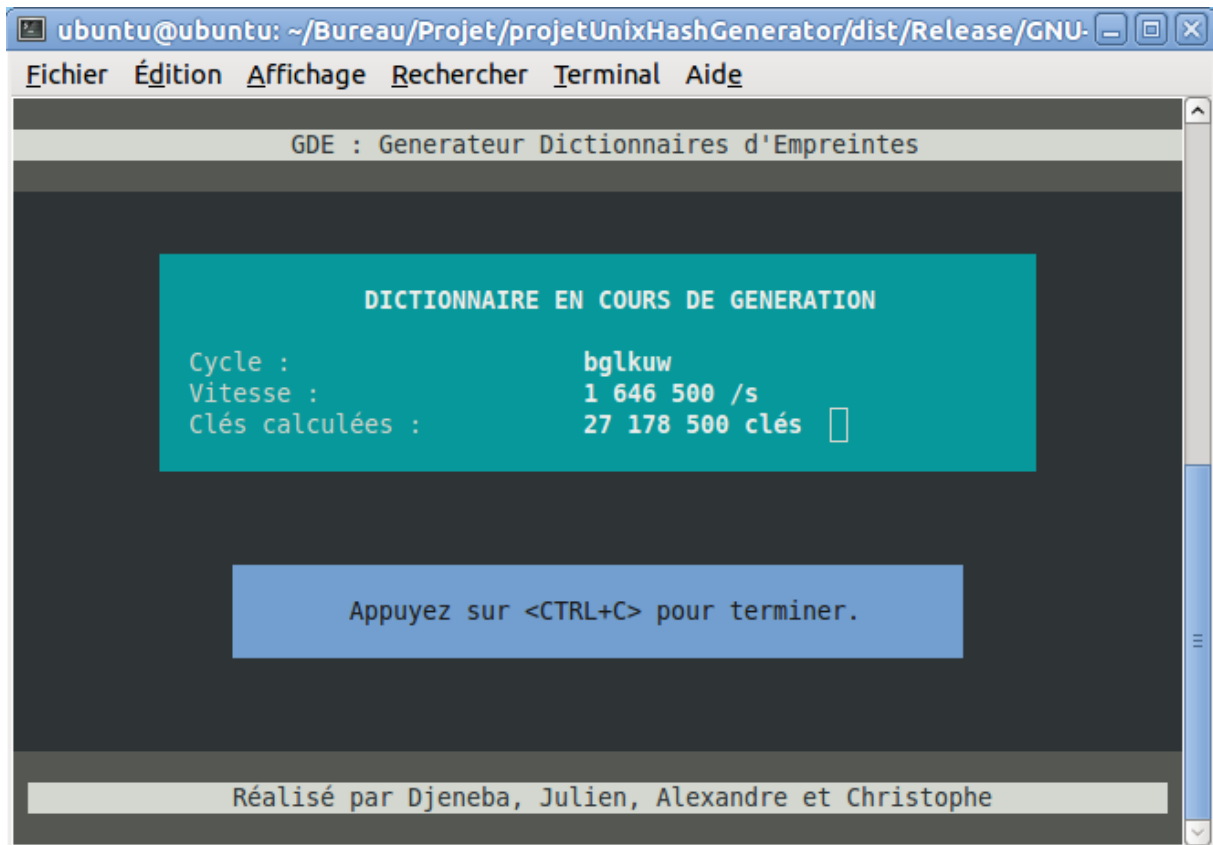 ubuntu@ubuntu: ~/Bureau/Projet/projetUnixHashGenerator/dist/Release/GNU-
Fichier Édition Affichage Rechercher Terminal Aide
GDE : Generateur Dictionnaires d'Empreintes
DICTIONNAIRE EN COURS DE GENERATION
Cycle : bglkuw
Vitesse : 1 646 500 /s
Clés calculées : 27 178 500 clés
Appuyez sur <CTRL+C> pour terminer.
Réalisé par Djeneba, Julien, Alexandre et Christophe